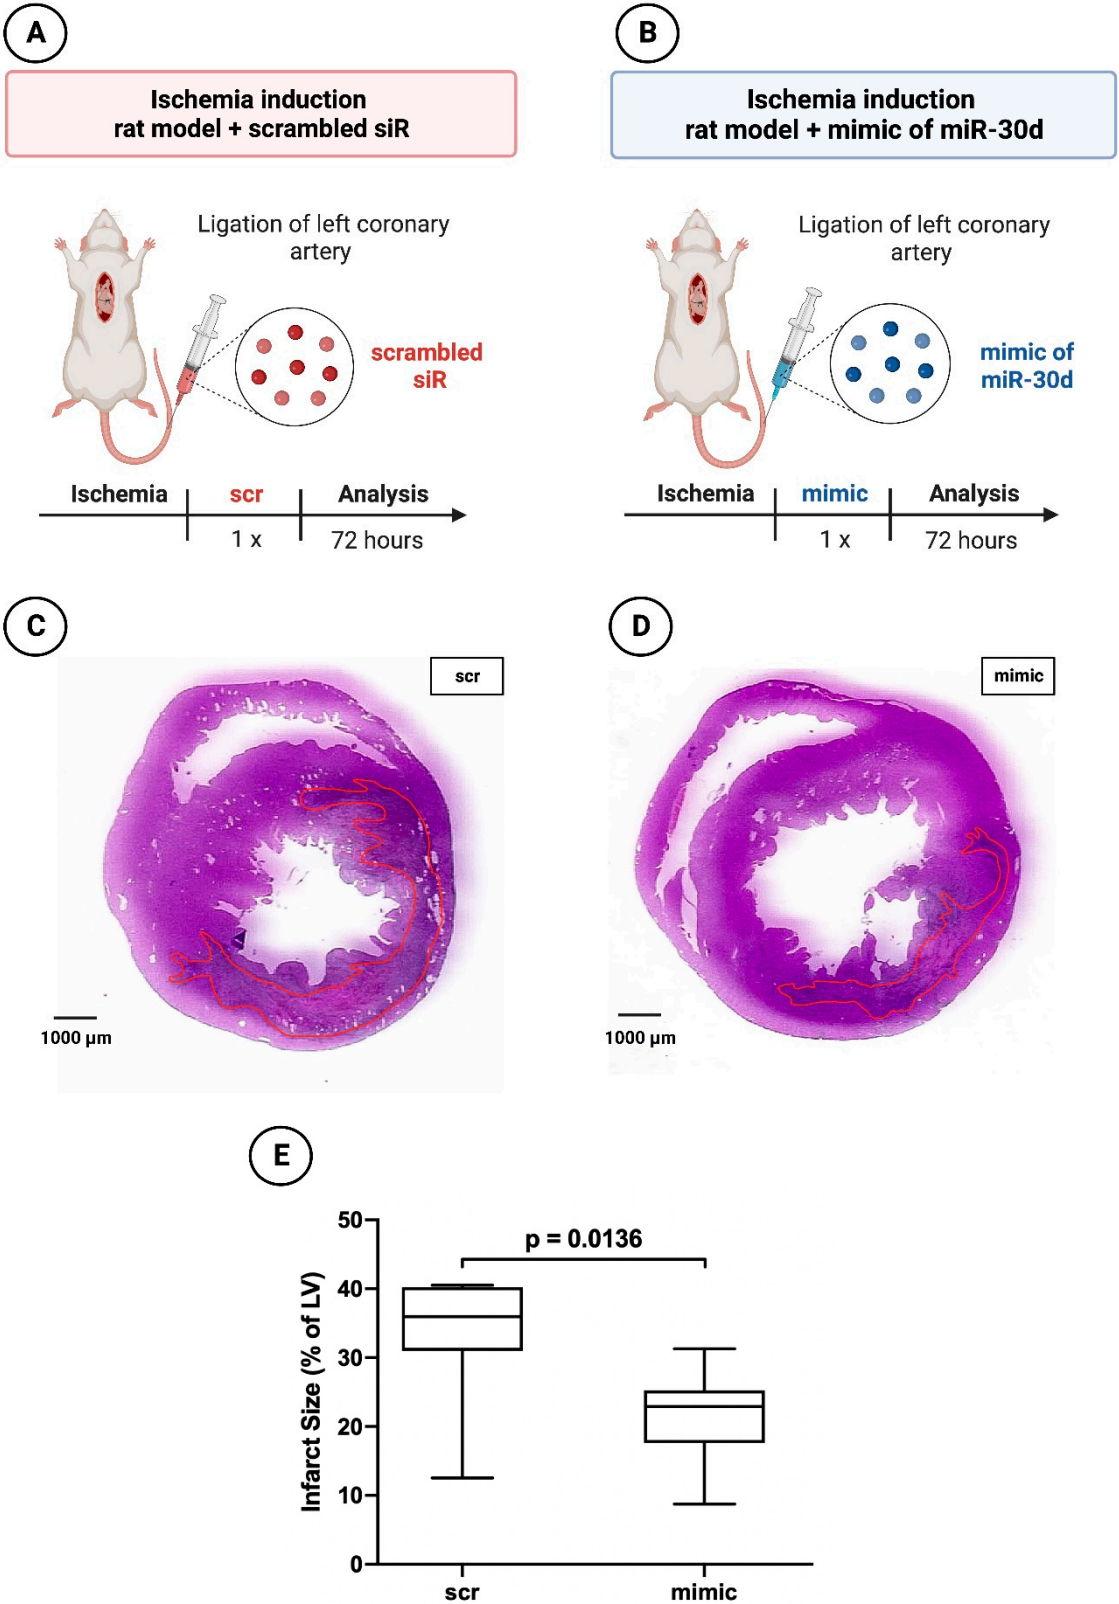 A
B
Ischemia induction
rat model + scrambled siR
Ischemia induction
rat model + mimic of miR-30d
Ligation of left coronary
artery
scrambled
siR
Ischemia
scr
Analysis
1 x
72 hours
Ligation of left coronary
artery
mimic of
miR-30d
Ischemia
mimic
Analysis
1 x
72 hours
C
scr
1000 µm
D
mimic
1000 µm
E
50
40
30
20
10
0
Infarct Size (% of LV)
p = 0.0136
scr
mimic